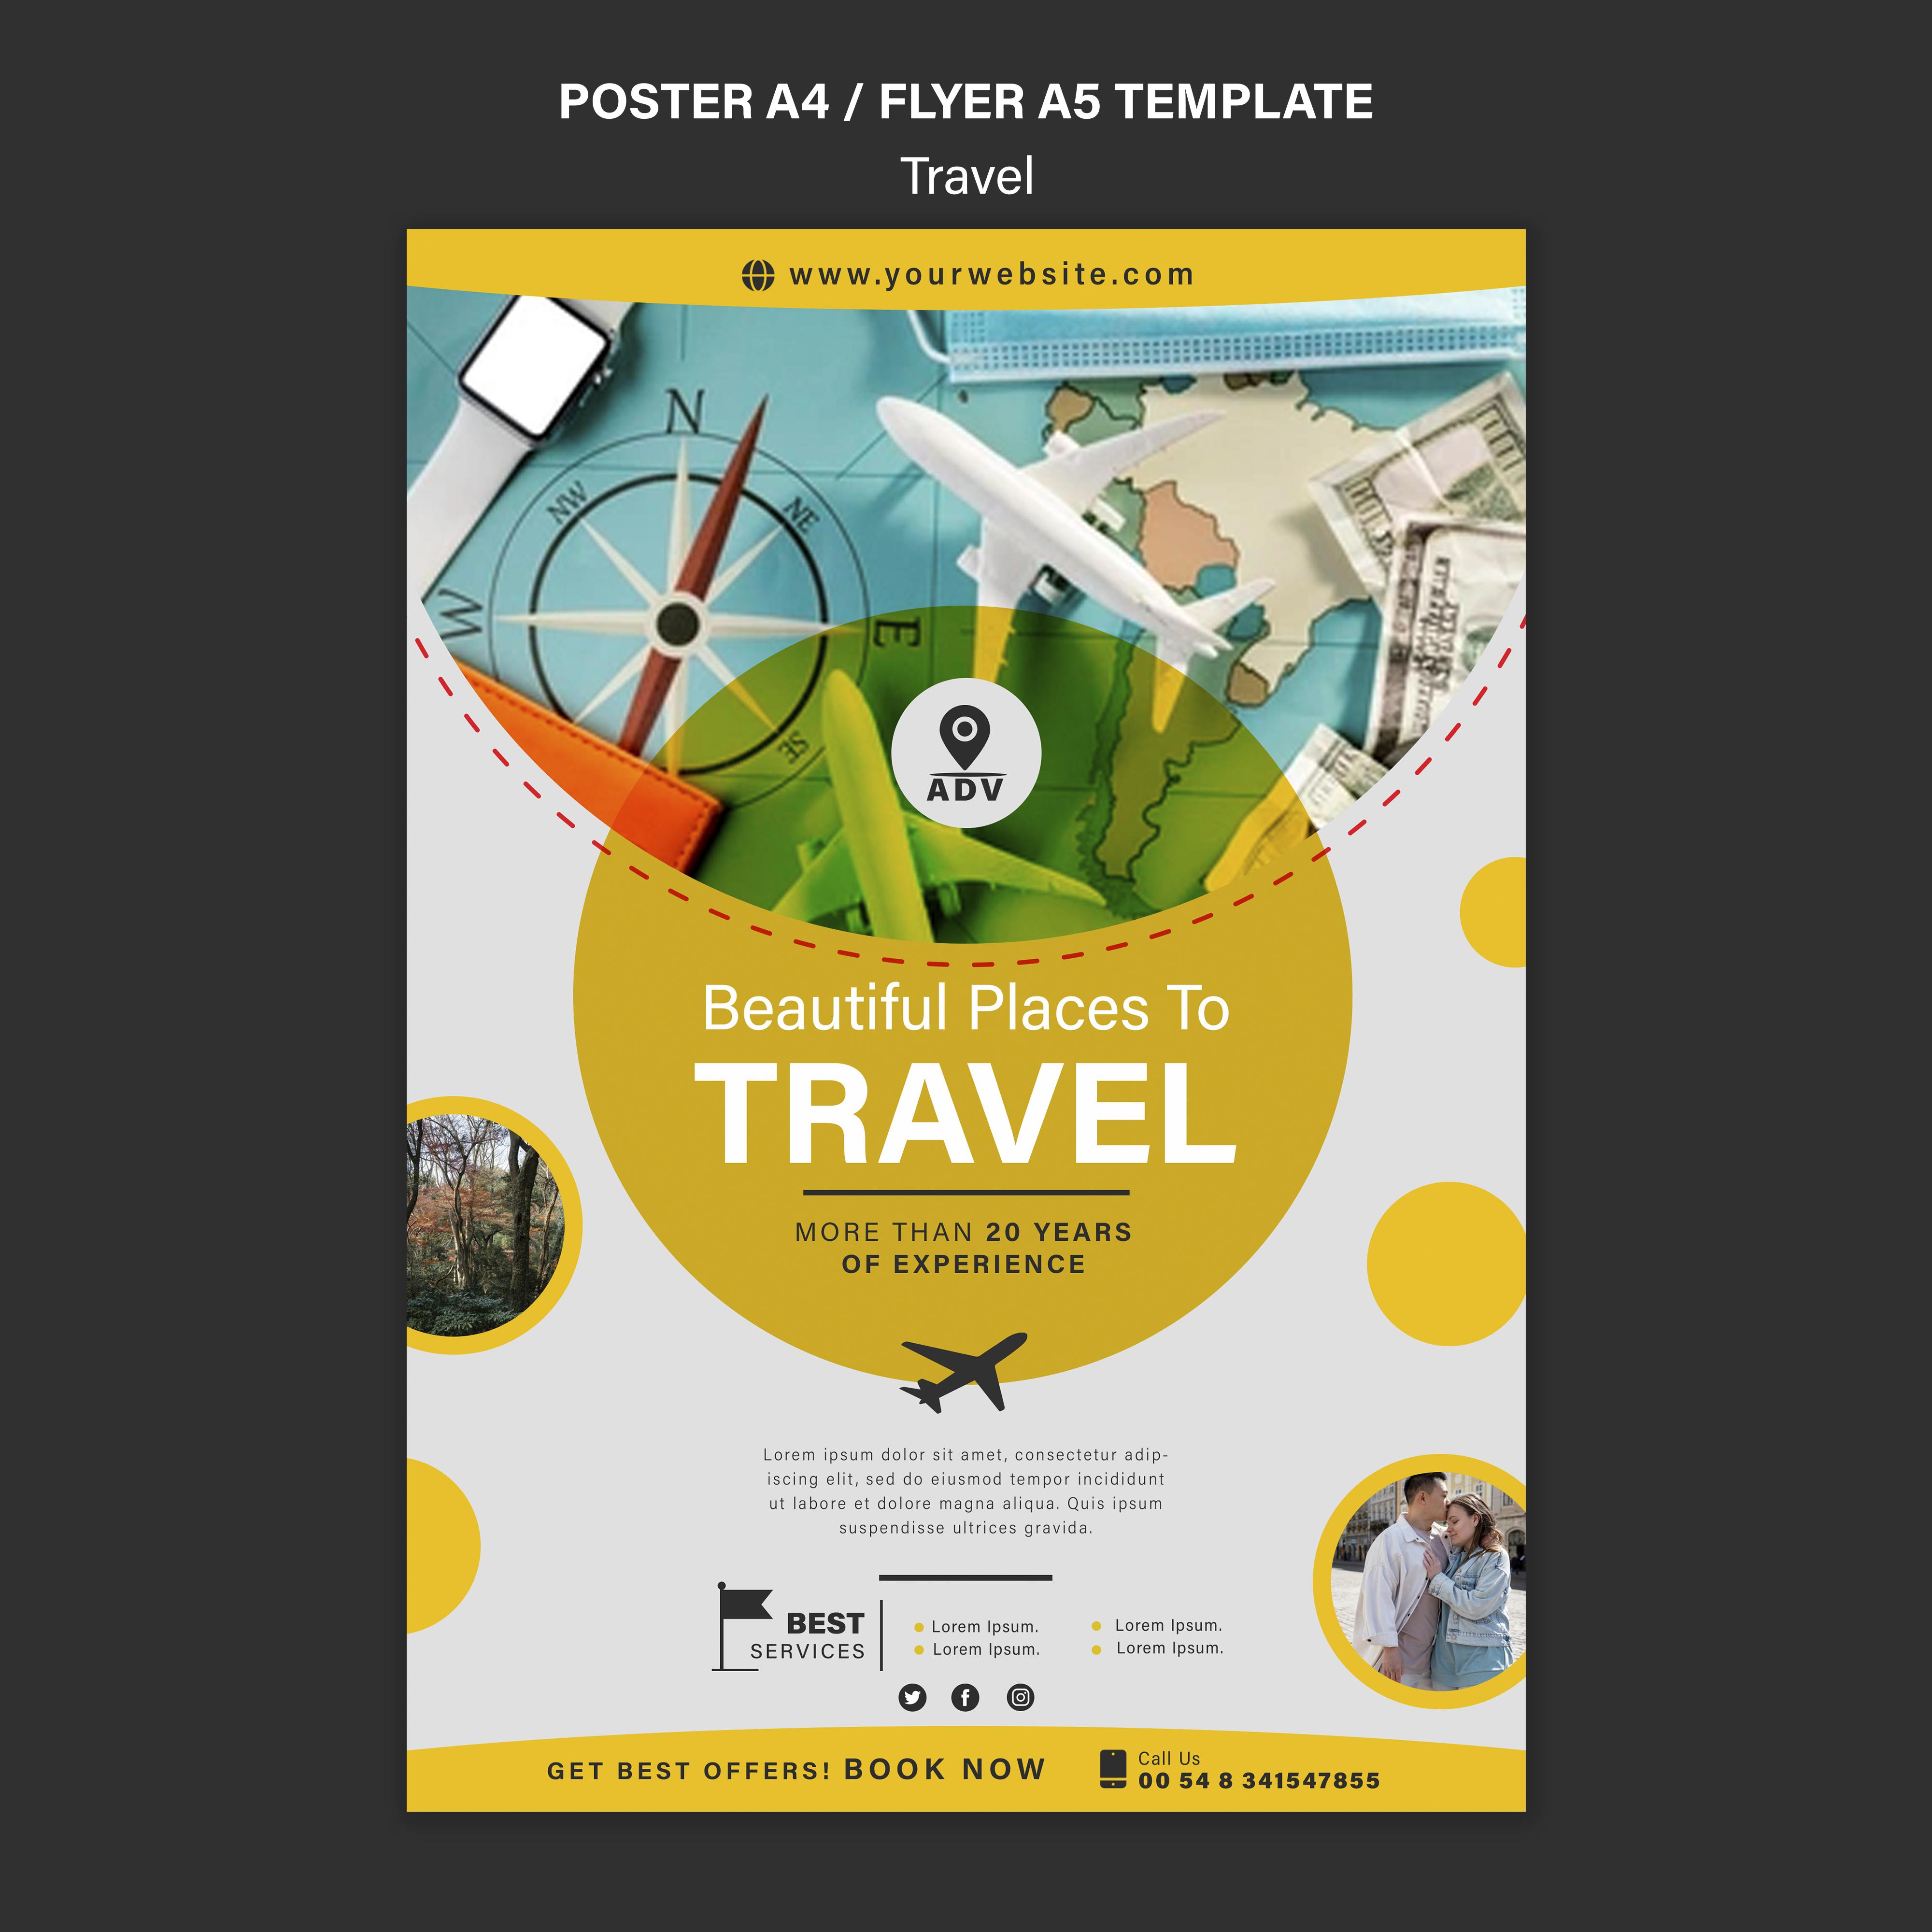 POSTER A4 / FLYER A5 TEMPLATE
Travel
www.yourwebsite.com
N
NW
NE
W
E
SE
ADV
Beautiful Places To
TRAVEL
MORE THAN 20 YEARS
OF EXPERIENCE
Lorem ipsum dolor sit amet, consectetur adip-
iscing elit, sed do eiusmod tempor incididunt
ut labore et dolore magna aliqua. Quis ipsum
suspendisse ultrices gravida.
BEST
SERVICES
Lorem Ipsum.
Lorem Ipsum.
Lorem Ipsum.
Lorem Ipsum.
GET BEST OFFERS! BOOK NOW
Call Us
00 54 8 341547855